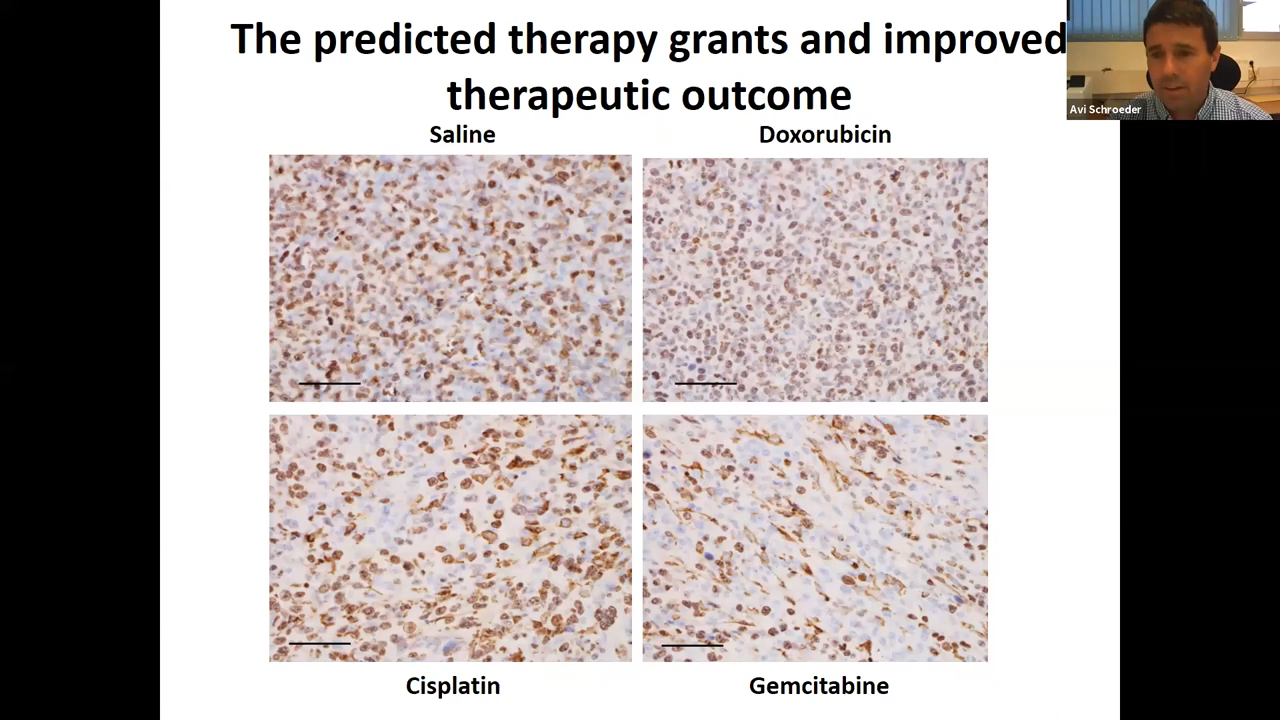 The predicted therapy grants and improved
therapeutic outcome
Avi Schroeder
Saline
Doxorubicin
Cisplatin
Gemcitabine